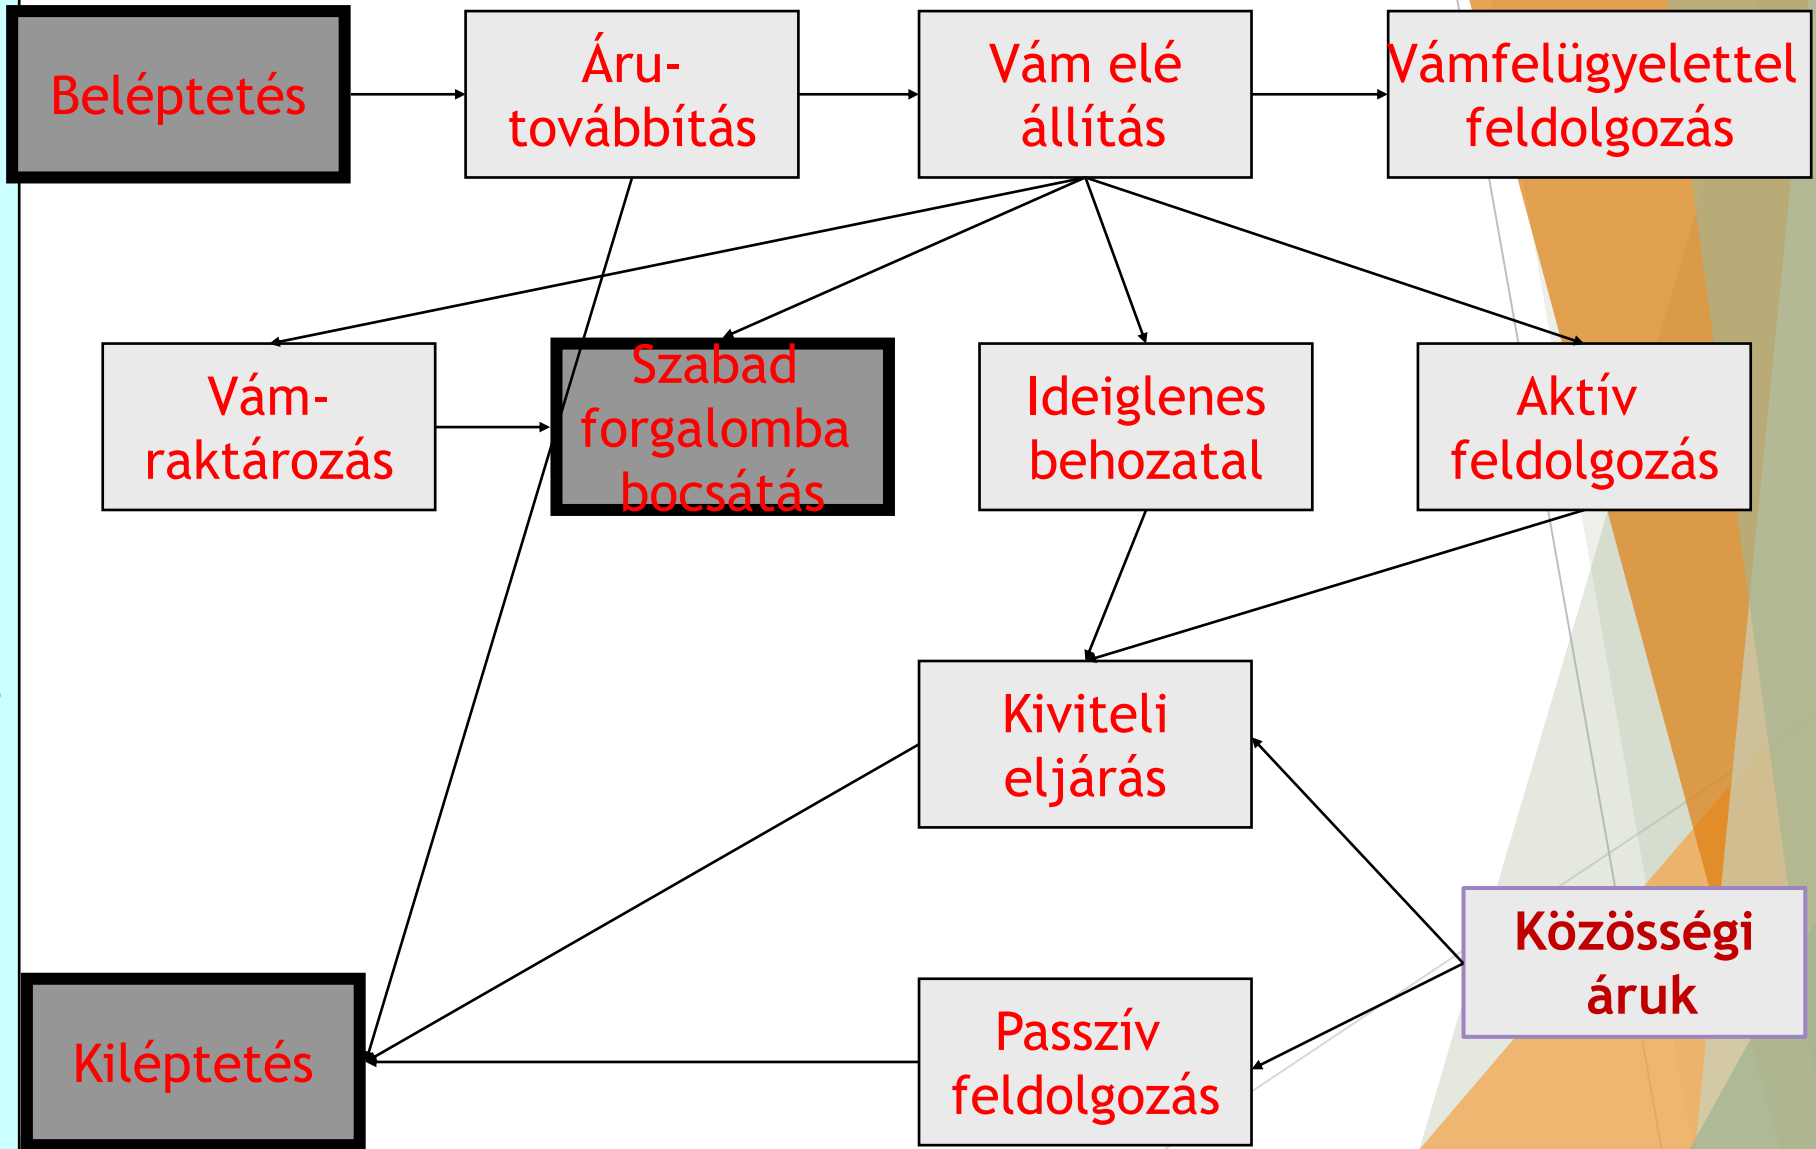 Beléptetés
Áru-
továbbítás
Vám elé
állítás
Vámfelügyelettel
feldolgozás
Vám-
raktározás
Szabad
forgalomba
bocsátás
Ideiglenes
behozatal
Aktív
feldolgozás
Kiviteli
eljárás
Közösségi
áruk
Kiléptetés
Passzív
feldolgozás